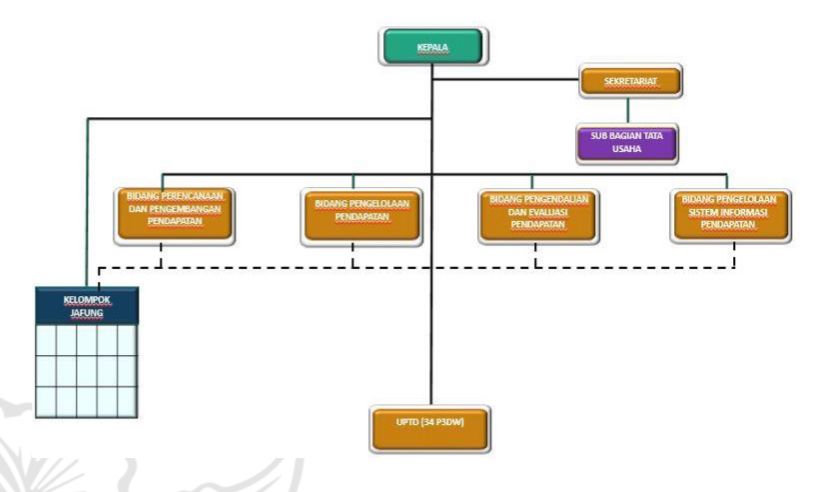 KEPALA
SEKRETARIAT
SUB BAGIAN TATA
USAHA
BIDANG PERENCANAAN
DAN PENGEMBANGAN
PENDAPATAN
BIDANG PENGELOLAAN
PENDAPATAN
BIDANG PENGENDALIAN
DAN EVALUASI
PENDAPATAN
BIDANG PENGELOLAAN
SISTEM INFORMASI
PENDAPATAN
KELOMPOK
JAFUNG
UPTD [34 P3DW]